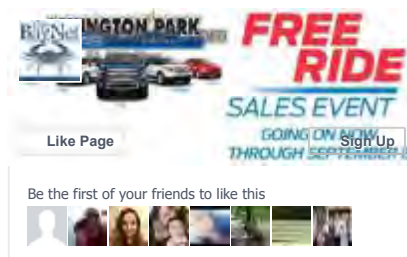 BayNet
INGTON PARK
FREE
RIDE
SALES EVENT
GOING ON NOW
THROUGH SEPTEMBER
Like Page
Sign Up
Be the first of your friends to like this